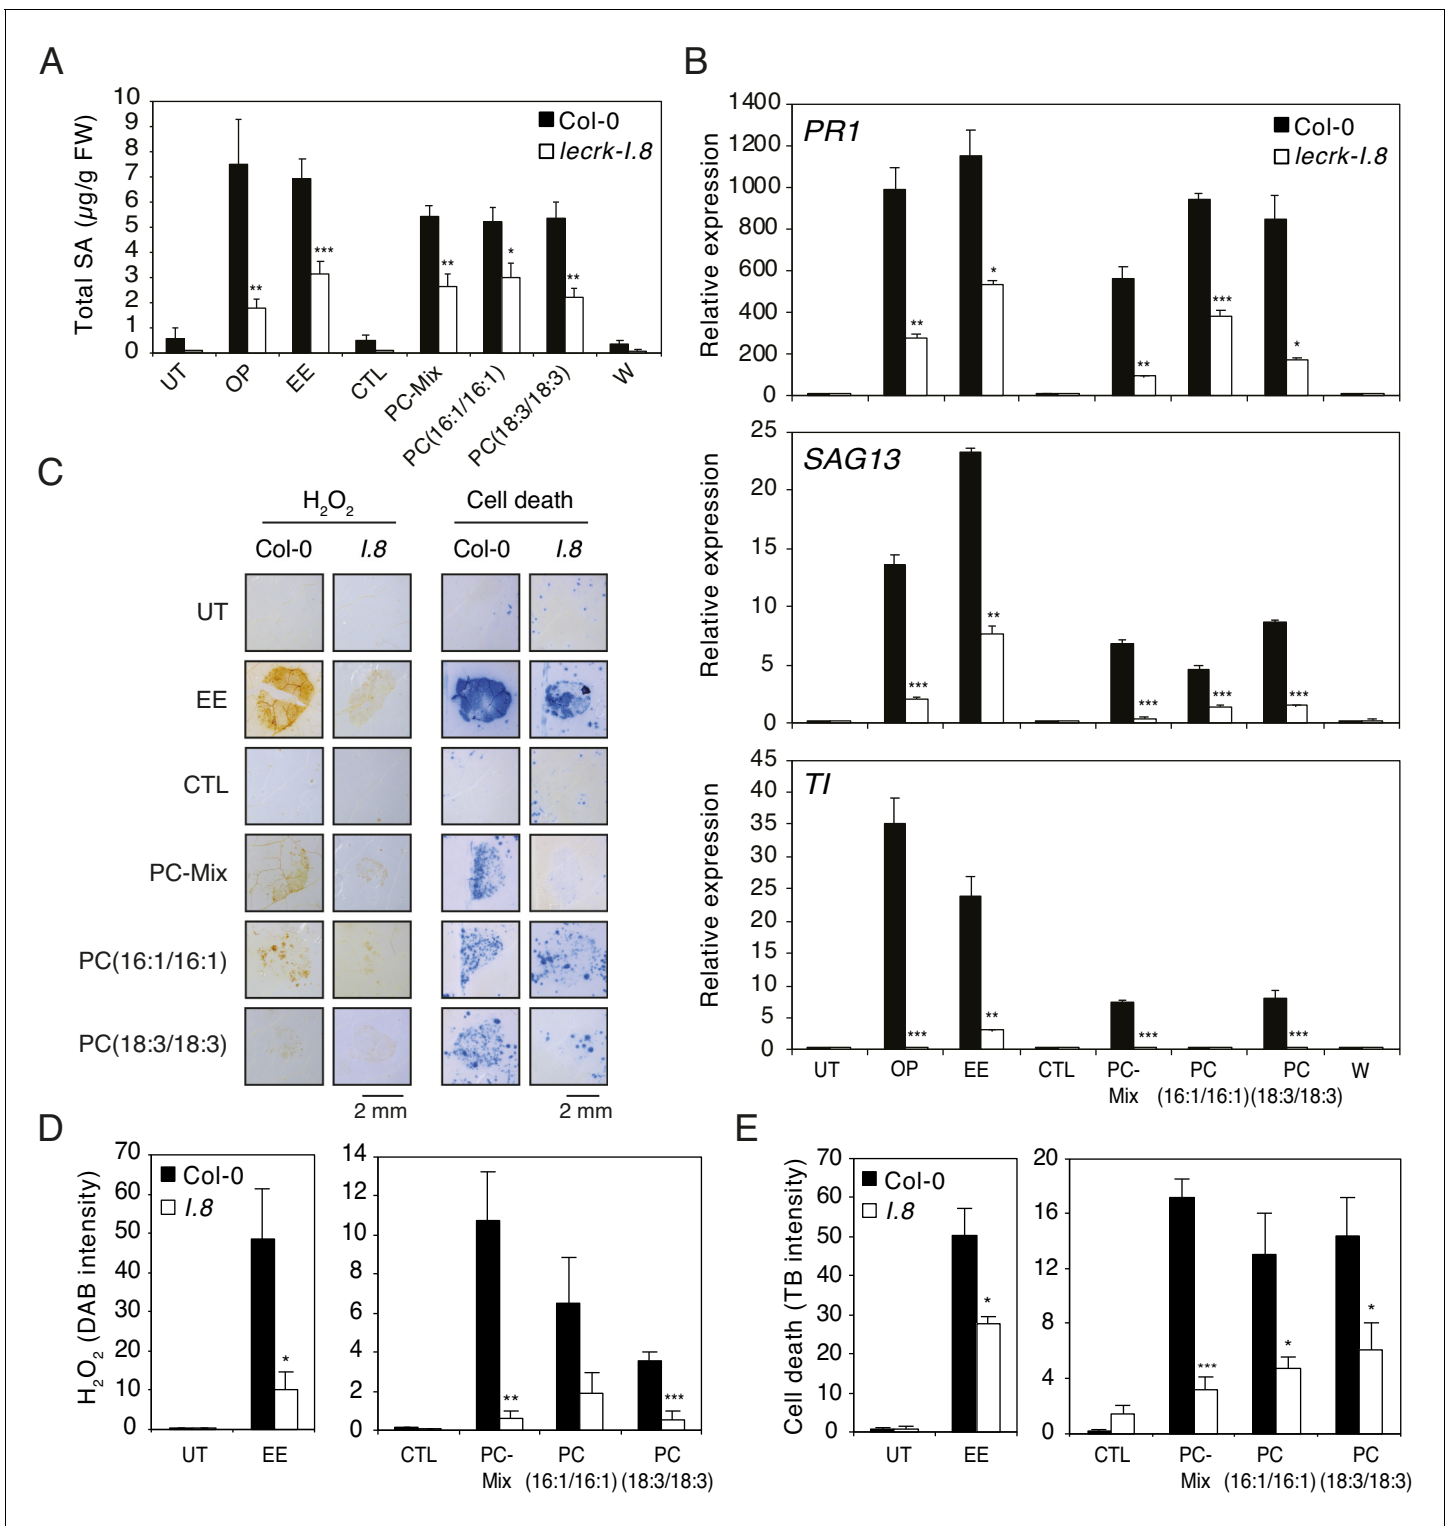 A
Total SA (µg/g FW)
10
9
8
7
6
5
4
3
2
1
0
Col-0
lecrk-I.8
**
***
**
*
**
UT
OP
EE
CTL
PC-Mix
PC(16:1/16:1)
PC(18:3/18:3)
W
B
PR1
Relative expression
1400
1200
1000
800
600
400
200
0
Col-0
lecrk-I.8
**
*
**
***
*
SAG13
Relative expression
25
20
15
10
5
0
***
**
***
***
***
TI
Relative expression
45
40
35
30
25
20
15
10
5
0
***
**
***
***
UT OP EE CTL PC- PC PC W
Mix (16:1/16:1) (18:3/18:3)
C
H2O2 Cell death
Col-0 I.8 Col-0 I.8
UT
EE
CTL
PC-Mix
PC(16:1/16:1)
PC(18:3/18:3)
2 mm 2 mm
D
H2O2 (DAB intensity)
70
60
50
40
30
20
10
0
Col-0
I.8
*
UT EE
14
12
10
8
6
4
2
0
**
***
CTL PC- PC PC
Mix (16:1/16:1) (18:3/18:3)
E
Cell death (TB intensity)
70
60
50
40
30
20
10
0
Col-0
I.8
*
UT EE
20
16
12
8
4
0
***
*
*
CTL PC- PC PC
Mix (16:1/16:1) (18:3/18:3)